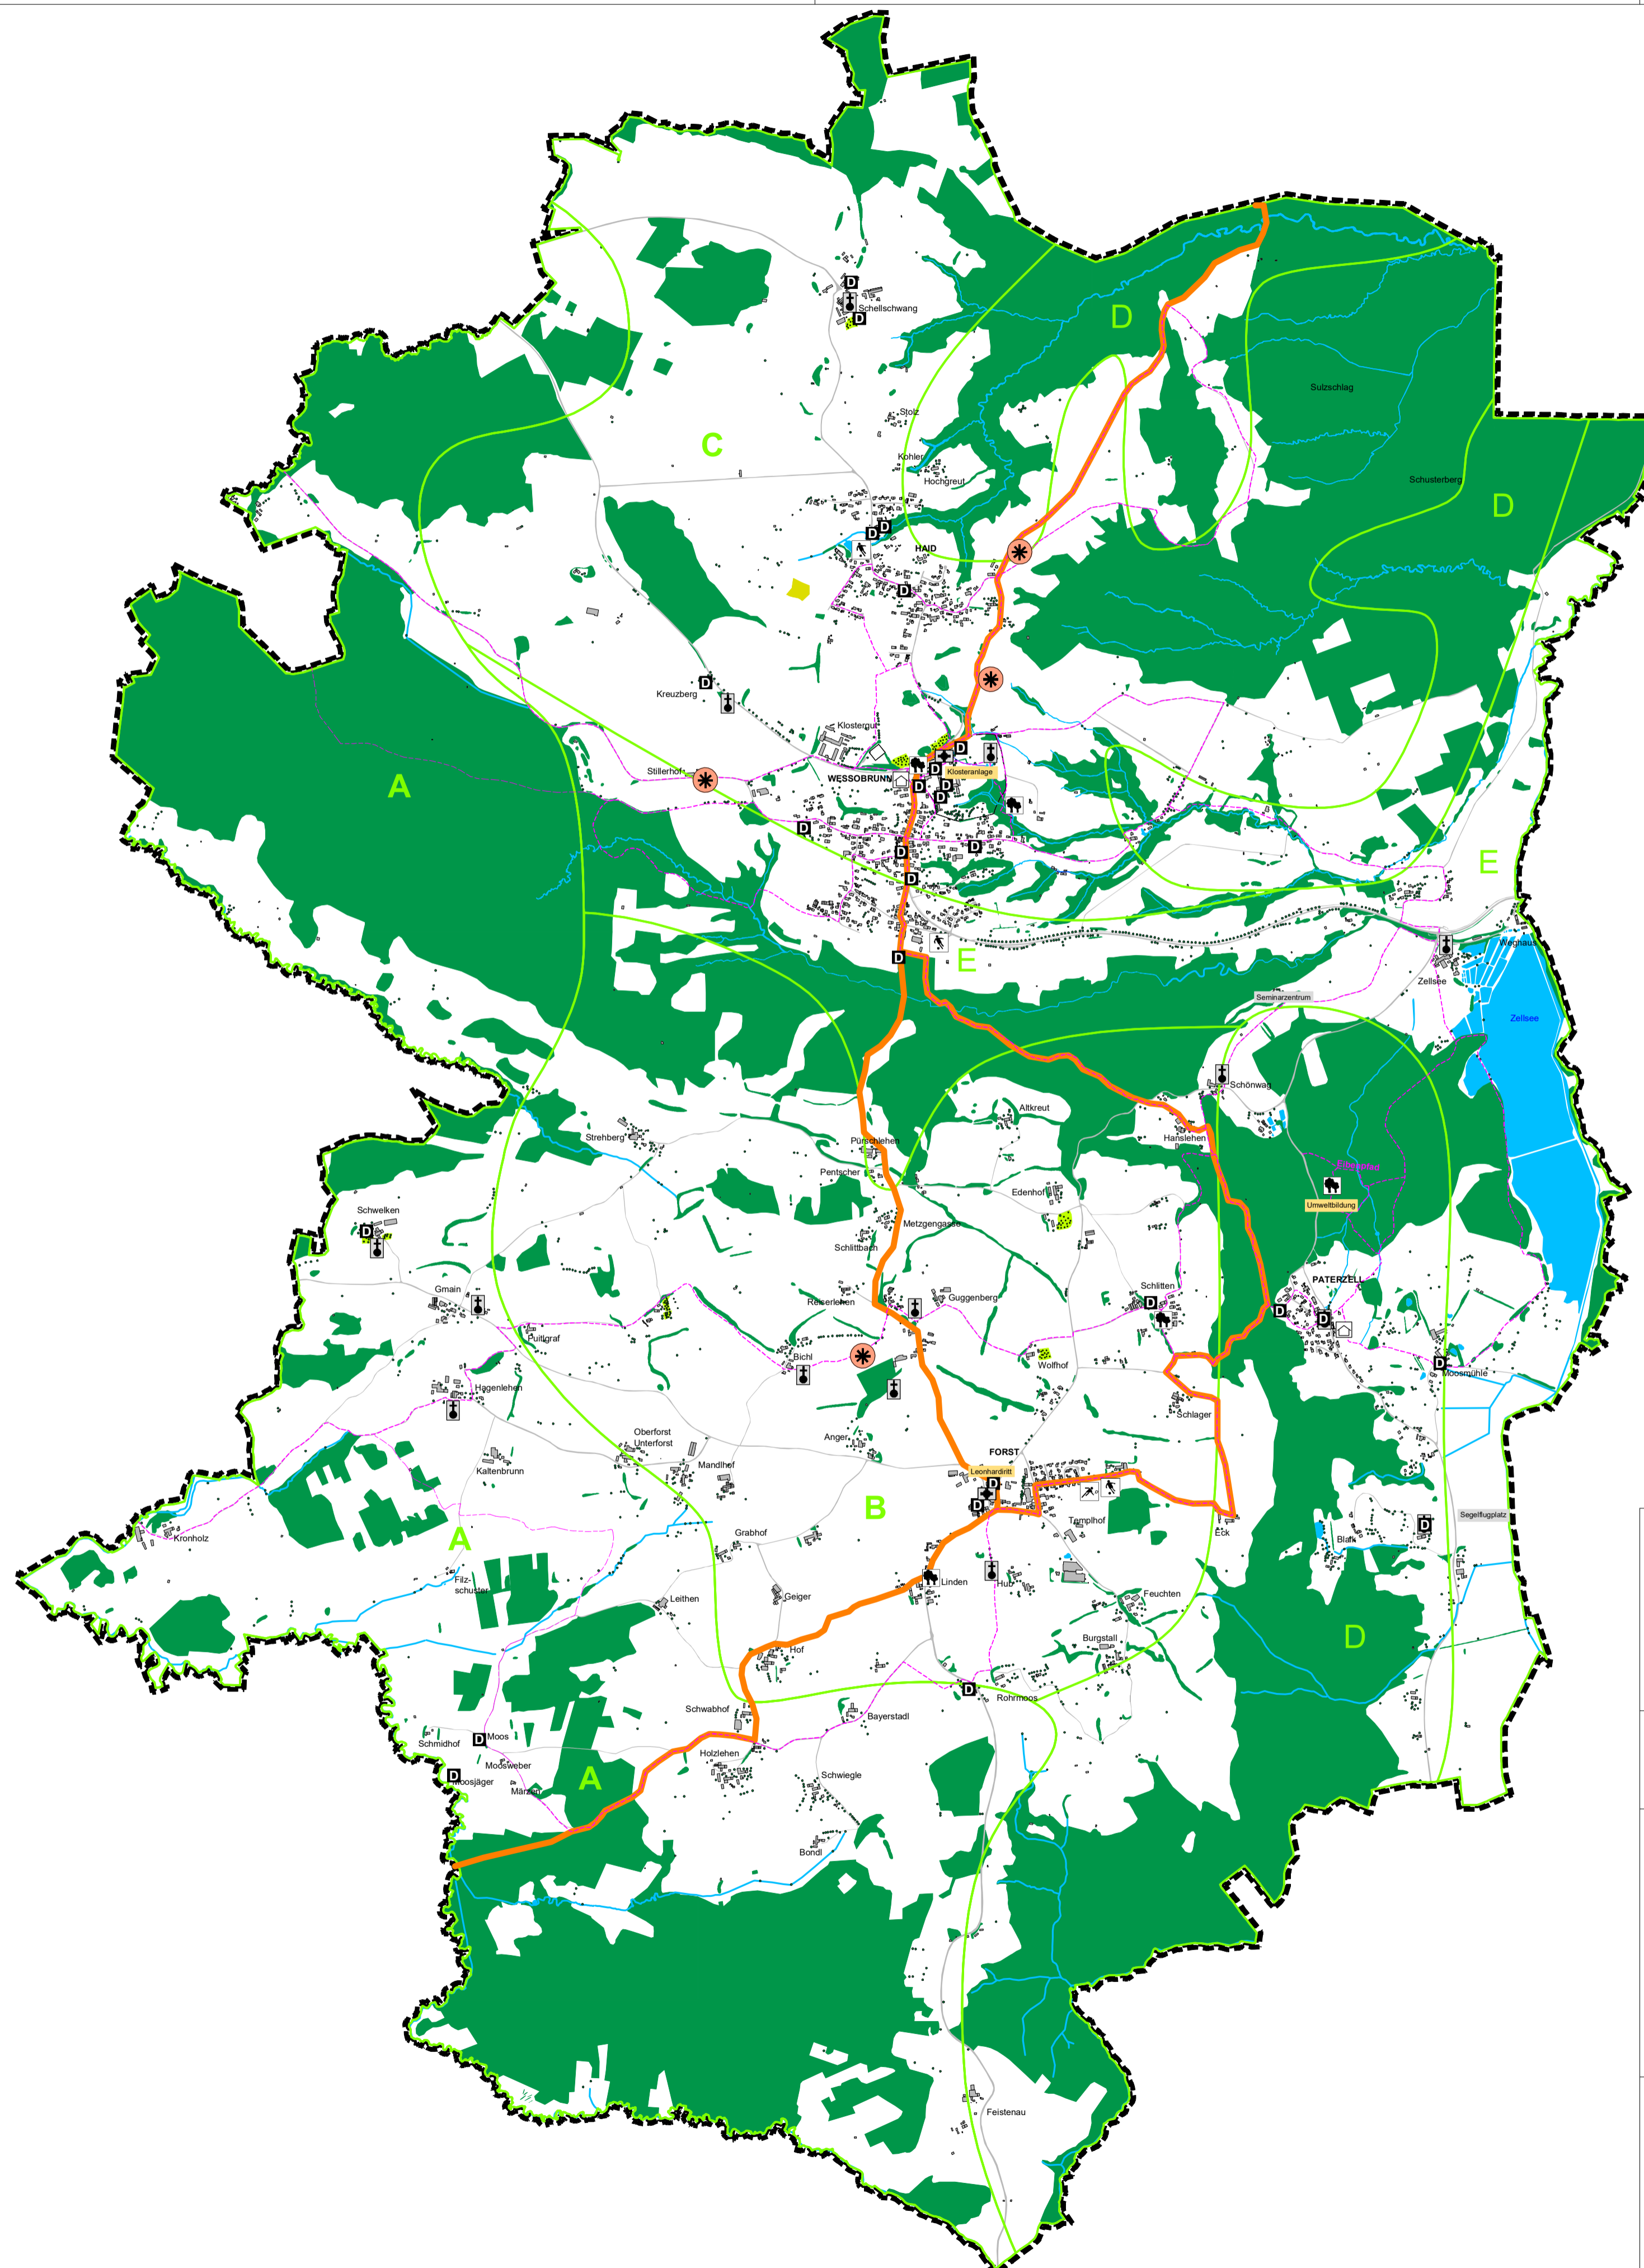 D
Schellschwang
D
D
Sulzschlag
Stolz
C
Kohler
Hochgreut
Schusterberg
D
D
D
HAID
D
D
Kreuzberg
Klostergut
D
D
Stillerhof
WESSOBRUNN
Klosteranlage
A
D
D
D
D
D
D
E
D
D
E
Weghaus
Zellsee
Seminarzentrum
Zellsee
Schönwag
Altkreut
Strehberg
Hanslehen
Pürschlehen
Pentscher
Edenhof
Umweltbildung
Schwelken
D
Metzgengasse
Schlittbach
PATERZELL
Gmain
Schlitten
Guggenberg
Reiserlehen
D
D
D
Puitlgraf
Bichl
Wolfhof
D
Moosmühle
Hagenlehen
Schlager
Oberforst
Unterforst
Anger
FORST
Mandlhof
Kaltenbrunn
Leonhardiritt
D
B
D
Segelflugplatz
Templhof
D
Kronholz
A
Grabhof
Eck
Blaik
Filz-
schuster
Linden
Hub
Feuchten
Leithen
Geiger
Burgstall
D
Hof
D
Rohrmoos
Schwabhof
Bayerstadl
D
Moos
Schmidhof
Holzlehen
Moosweber
D
Moosjäger
A
Schwiegle
Bondl
Feistenau